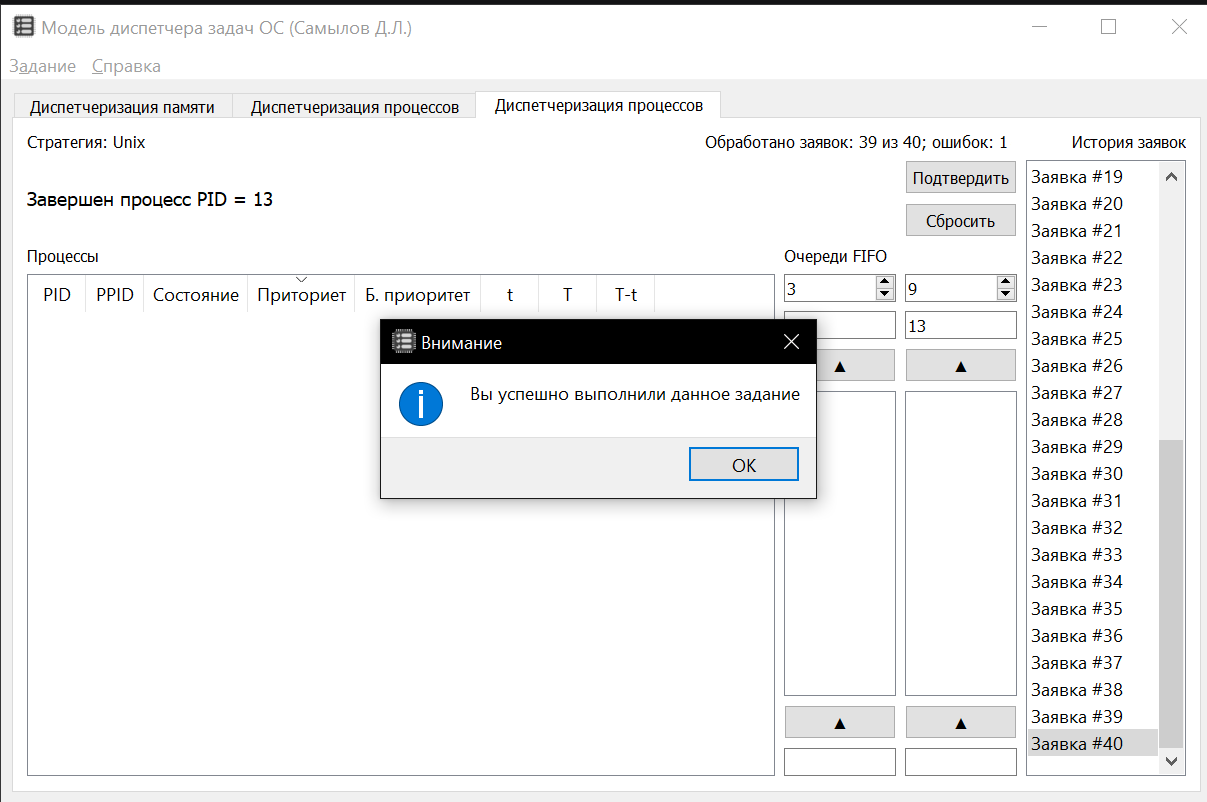 Модель диспетчера задач ОС (Самылов Д.Л.)
Задание Справка
Диспетчеризация памяти Диспетчеризация процессов Диспетчеризация процессов
Стратегия: Unix Обработано заявок: 39 из 40; ошибок: 1 История заявок
Подтвердить
Завершен процесс PID = 13
Сбросить
Процессы Очереди FIFO
PID PPID Состояние Приториет Б. приоритет t T T-t
3 9
13
▲ ▲
Внимание
Вы успешно выполнили данное задание
OK
▲ ▲
Заявка #19
Заявка #20
Заявка #21
Заявка #22
Заявка #23
Заявка #24
Заявка #25
Заявка #26
Заявка #27
Заявка #28
Заявка #29
Заявка #30
Заявка #31
Заявка #32
Заявка #33
Заявка #34
Заявка #35
Заявка #36
Заявка #37
Заявка #38
Заявка #39
Заявка #40